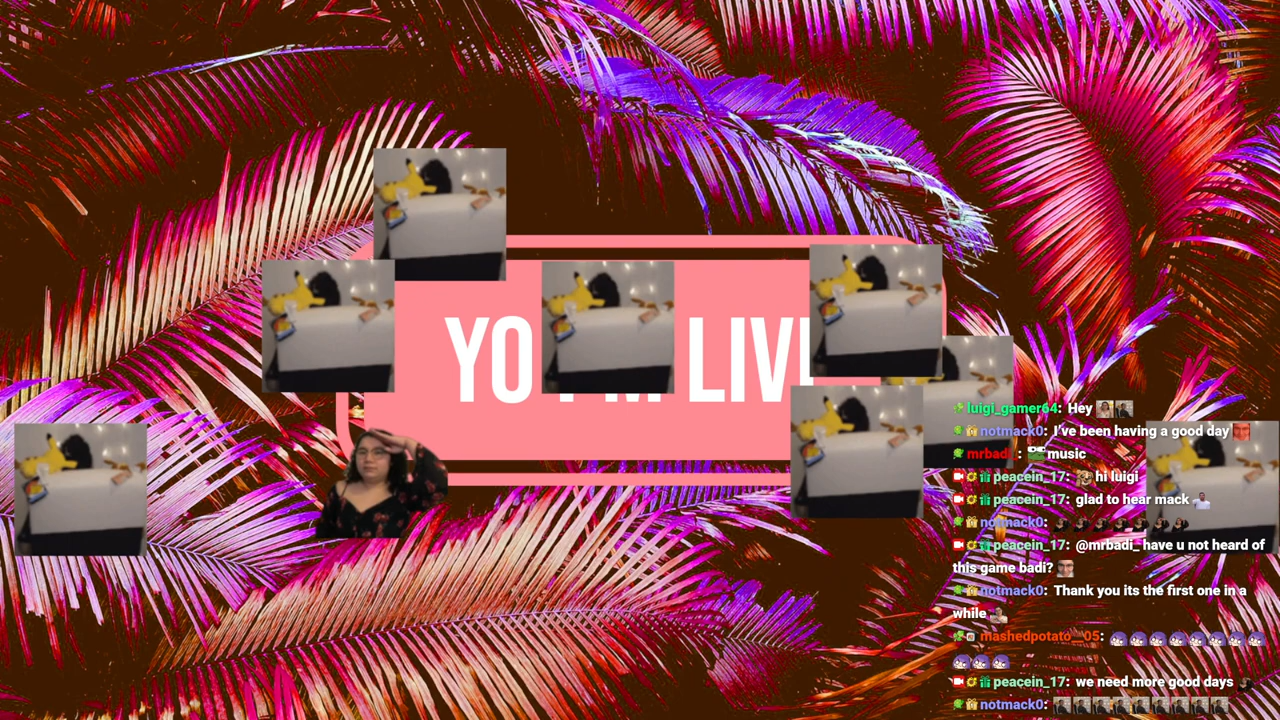 YO I'M LIVE
luigi_gamer64: Hey
notmack0: I've been having a good day
mrbadi_: music
peacein_17: hi luigi
peacein_17: glad to hear mack
notmack0:
peacein_17: @mrbadi_ have u not heard of
this game badi?
notmack0: Thank you its the first one in a
while
mashedpotato__05:
peacein_17: we need more good days
notmack0: